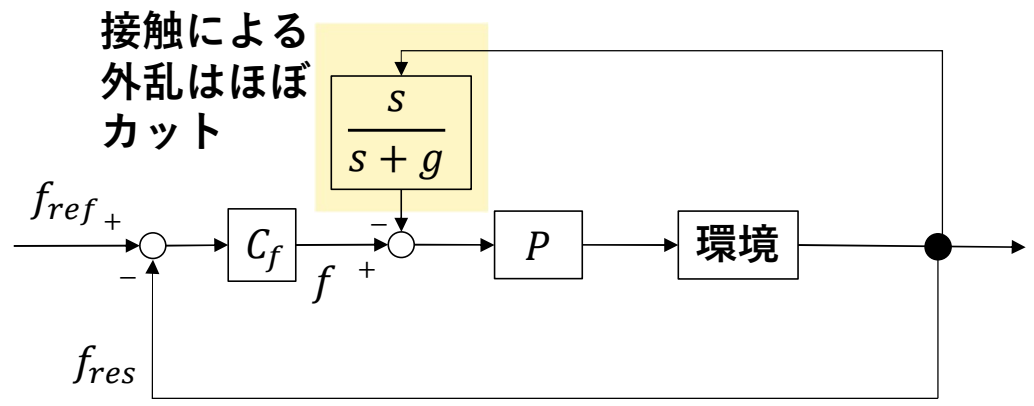 接触による
外乱はほぼ
カット
s
s + g
f_ref
+
−
C_f
f
−
+
P
環境
f_res